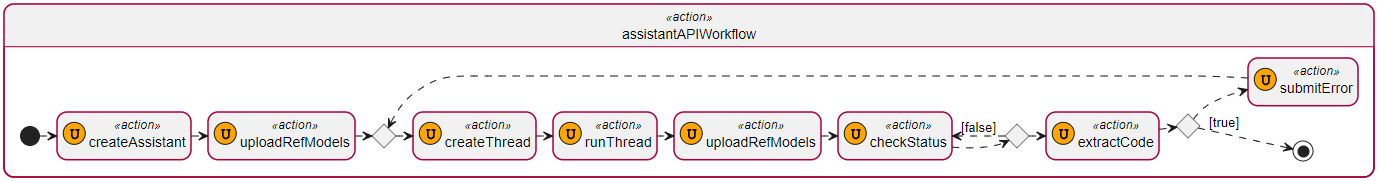 «action»
assistantAPIWorkflow
«action»
submitError
U
«action»
createAssistant
U
«action»
uploadRefModels
U
«action»
createThread
U
«action»
runThread
U
«action»
uploadRefModels
U
«action»
checkStatus
U
[false]
«action»
extractCode
U
[true]
U